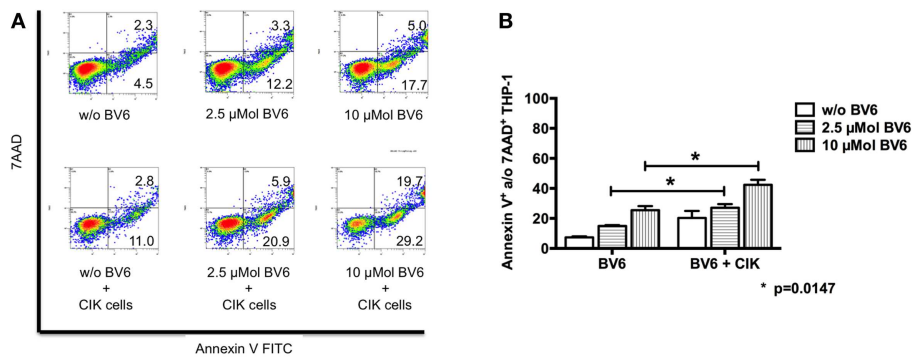 A
2.3
4.5
w/o BV6
3.3
12.2
2.5 µMol BV6
5.0
17.7
10 µMol BV6
7AAD
2.8
11.0
w/o BV6
+
CIK cells
5.9
20.9
2.5 µMol BV6
+
CIK cells
19.7
29.2
10 µMol BV6
+
CIK cells
Annexin V FITC
B
Annexin V⁺ a/o 7AAD⁺ THP-1
100
80
60
40
20
0
*
*
BV6
BV6 + CIK
w/o BV6
2.5 µMol BV6
10 µMol BV6
* p=0.0147